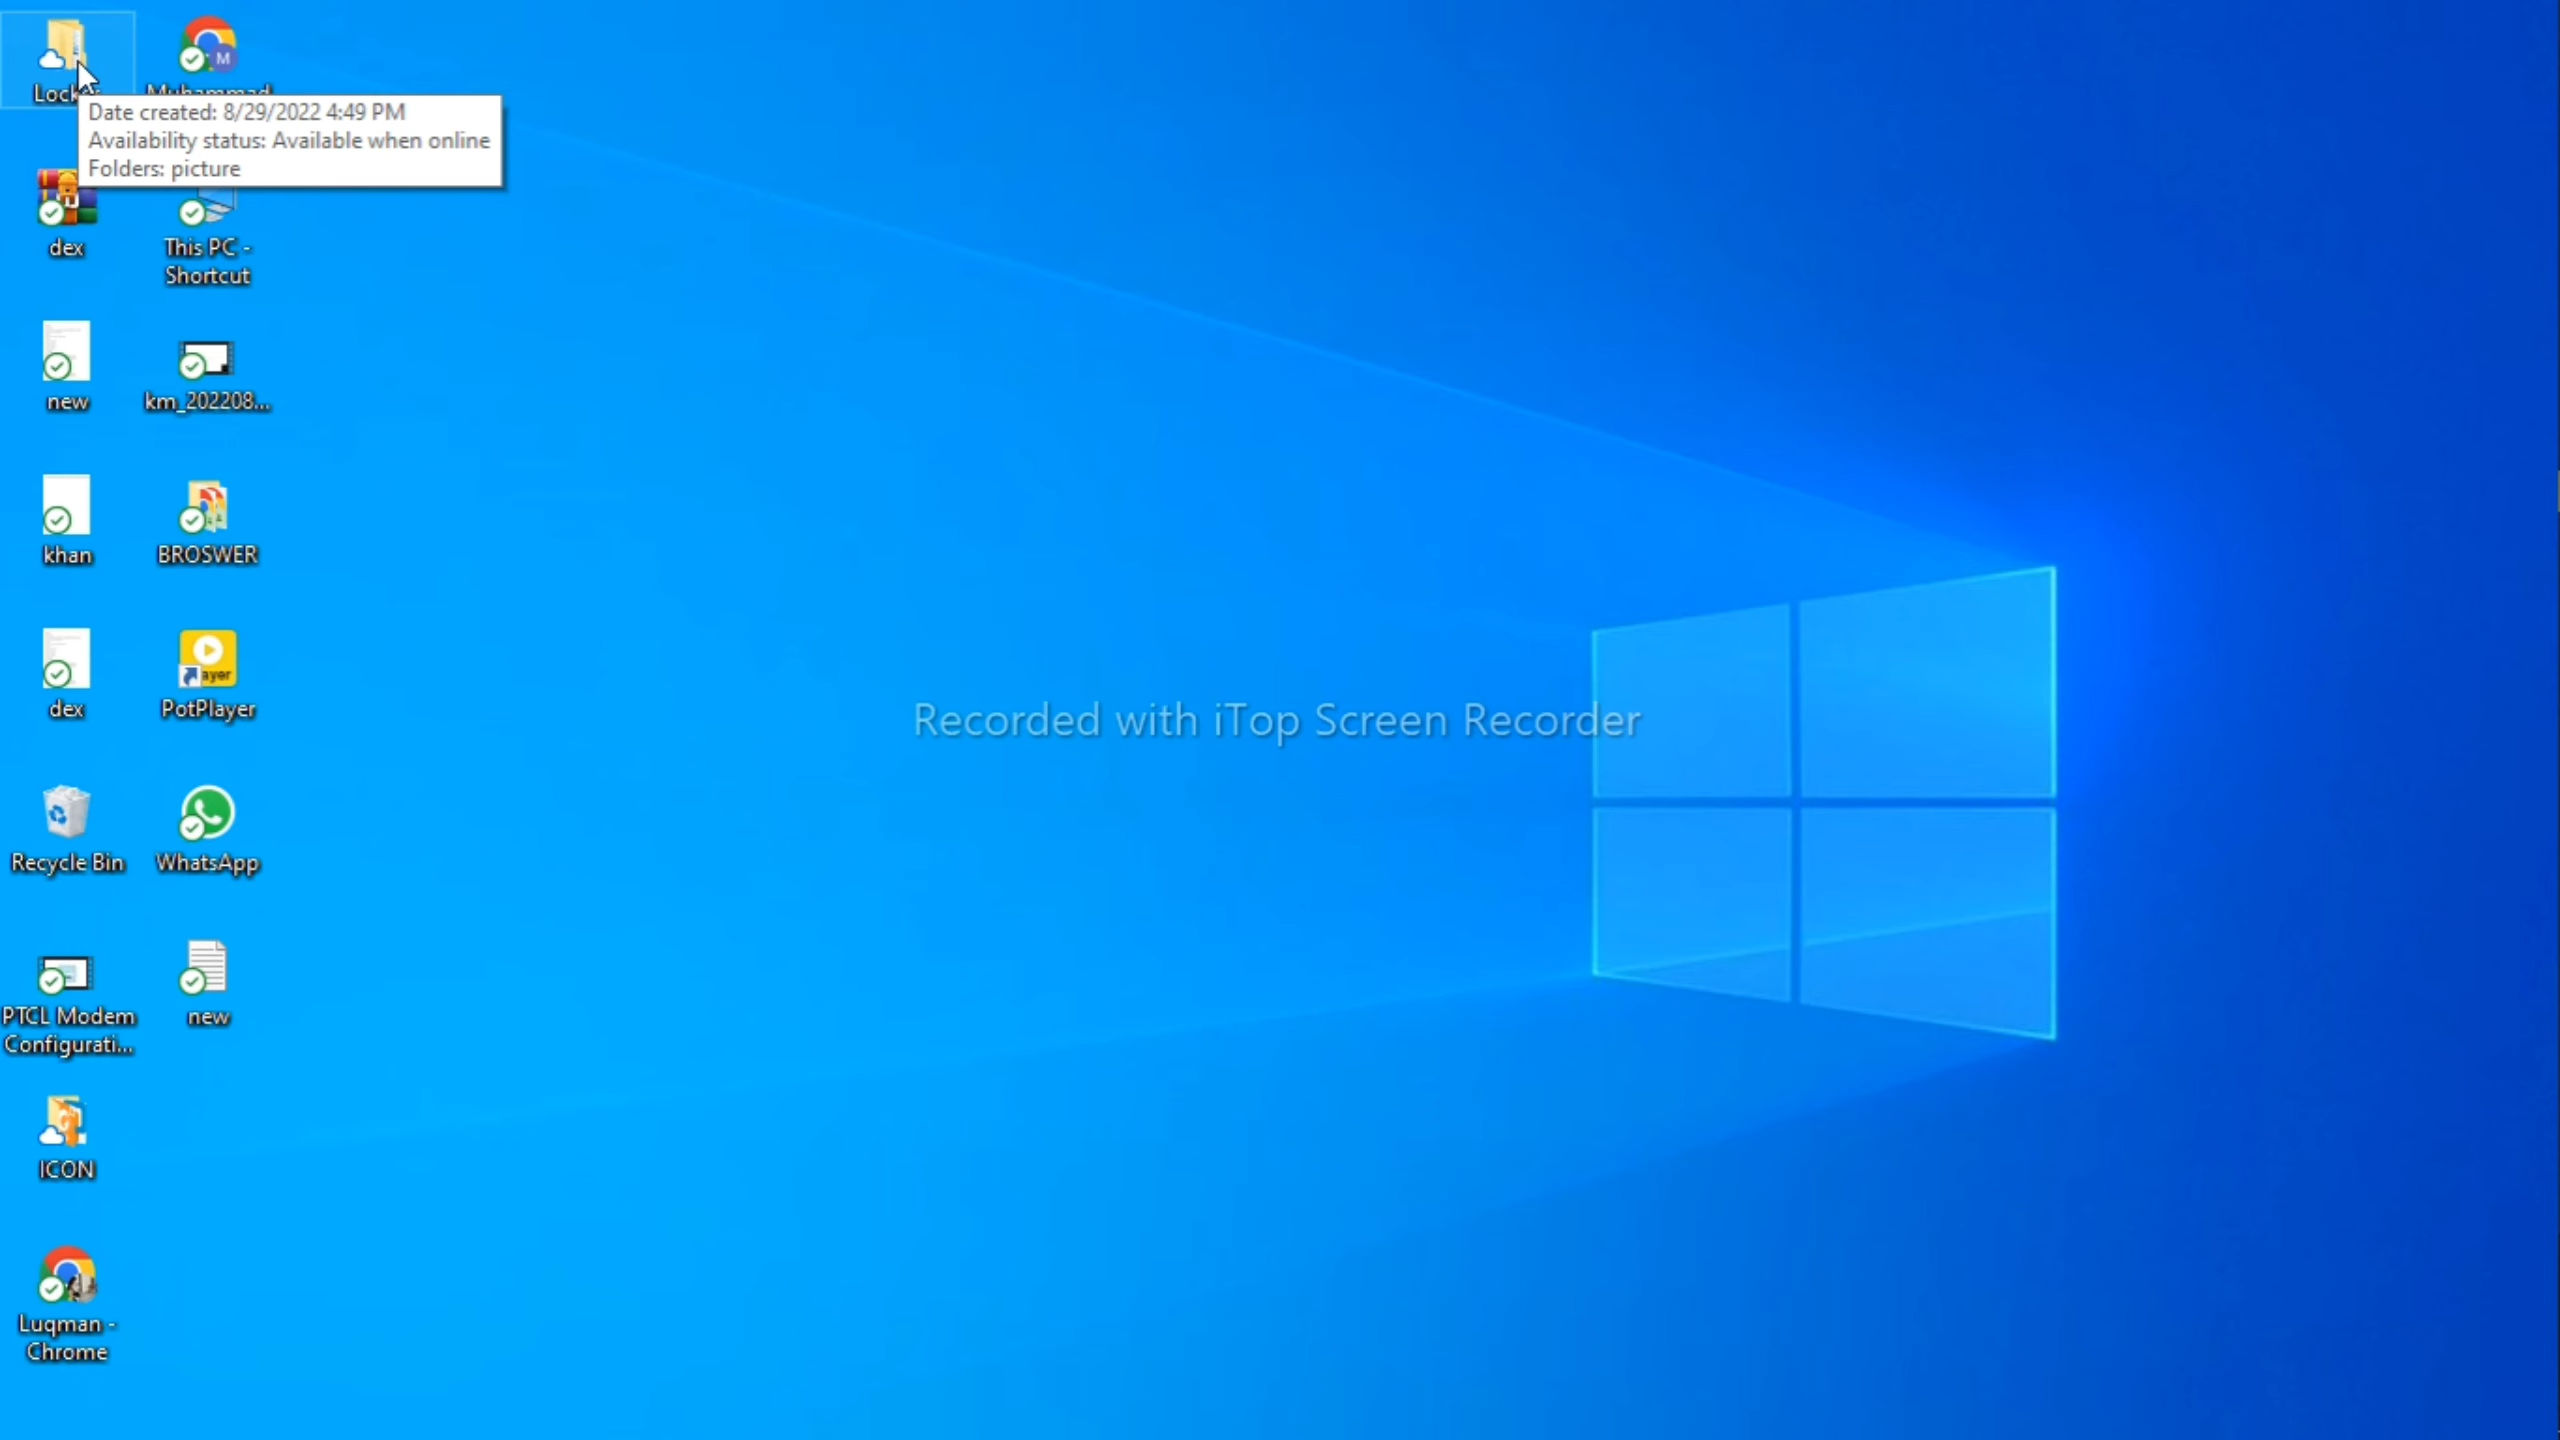 Date created: 8/29/2022 4:49 PM
Availability status: Available when online
Folders: picture
dex
This PC -
Shortcut
new
km_202208...
khan
BROSWER
dex
PotPlayer
Recorded with iTop Screen Recorder
Recycle Bin
WhatsApp
PTCL Modem
Configurati...
new
ICON
Luqman -
Chrome